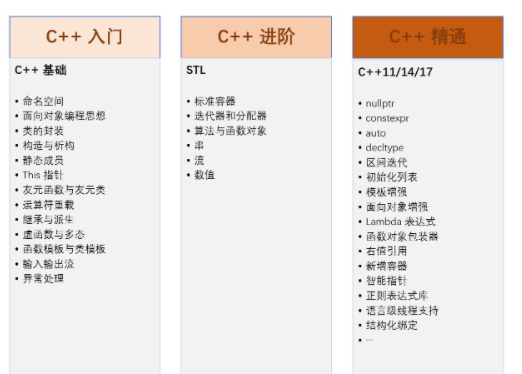 C++ 入门
C++ 基础
• 命名空间
• 面向对象编程思想
• 类的封装
• 构造与析构
• 静态成员
• This 指针
• 友元函数与友元类
• 运算符重载
• 继承与派生
• 虚函数与多态
• 函数模板与类模板
• 输入输出流
• 异常处理
C++ 进阶
STL
• 标准容器
• 迭代器和分配器
• 算法与函数对象
• 串
• 流
• 数值
C++ 精通
C++11/14/17
• nullptr
• constexpr
• auto
• decltype
• 区间迭代
• 初始化列表
• 模板增强
• 面向对象增强
• Lambda 表达式
• 函数对象包装器
• 右值引用
• 新增容器
• 智能指针
• 正则表达式库
• 语言级线程支持
• 结构化绑定
• ...